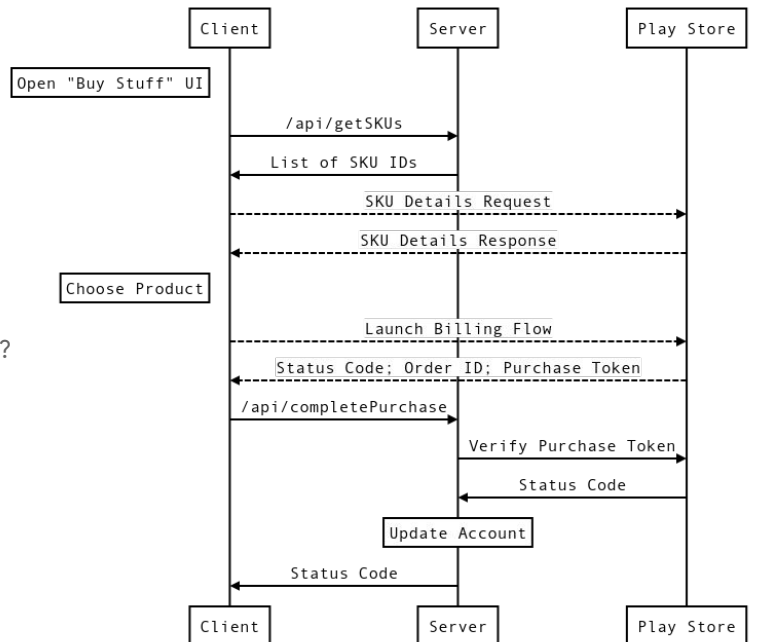 Client
Server
Play Store
Open "Buy Stuff" UI
/api/getSKUs
List of SKU IDs
SKU Details Request
SKU Details Response
Choose Product
Launch Billing Flow
?
Status Code; Order ID; Purchase Token
/api/completePurchase
Verify Purchase Token
Status Code
Update Account
Status Code
Client
Server
Play Store